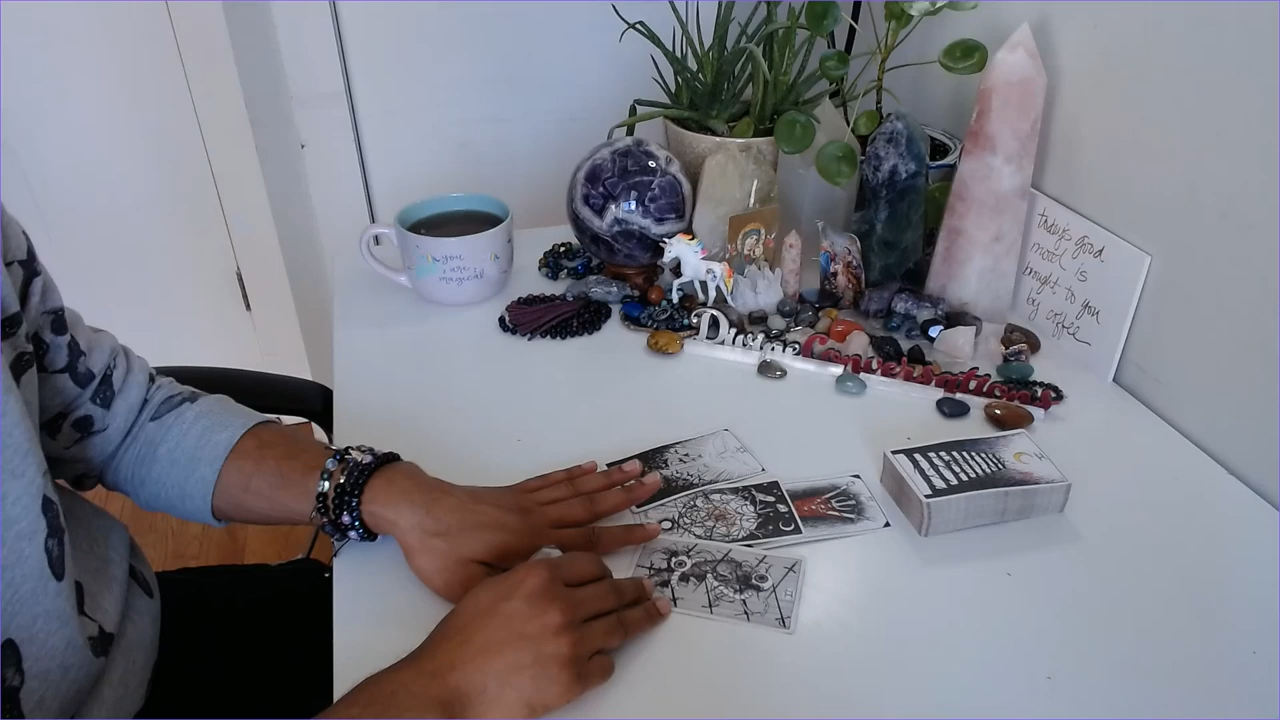 you
are
magical
today's good
mood is
brought to you
by coffee
Divine Conversations